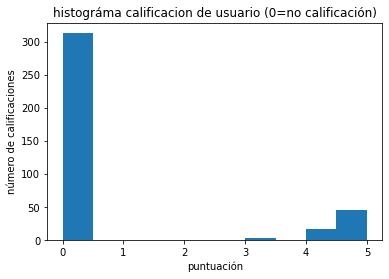 histográma calificacion de usuario (0=no calificación)
número de calificaciones
300
250
200
150
100
50
0
0 1 2 3 4 5
puntuación